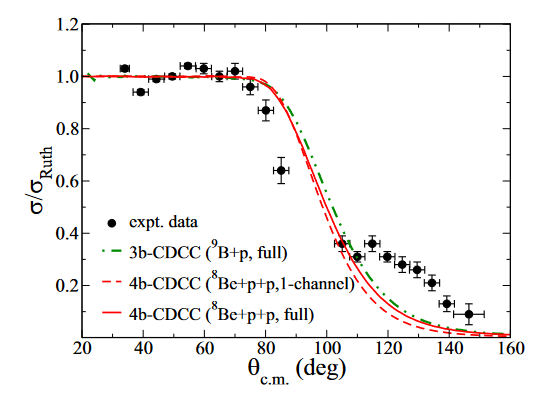 1.2
1.0
0.8
0.6
0.4
0.2
σ/σRuth
expt. data
3b-CDCC (⁹B+p, full)
4b-CDCC (⁸Be+p+p,1-channel)
4b-CDCC (⁸Be+p+p, full)
20 40 60 80 100 120 140 160
θc.m. (deg)